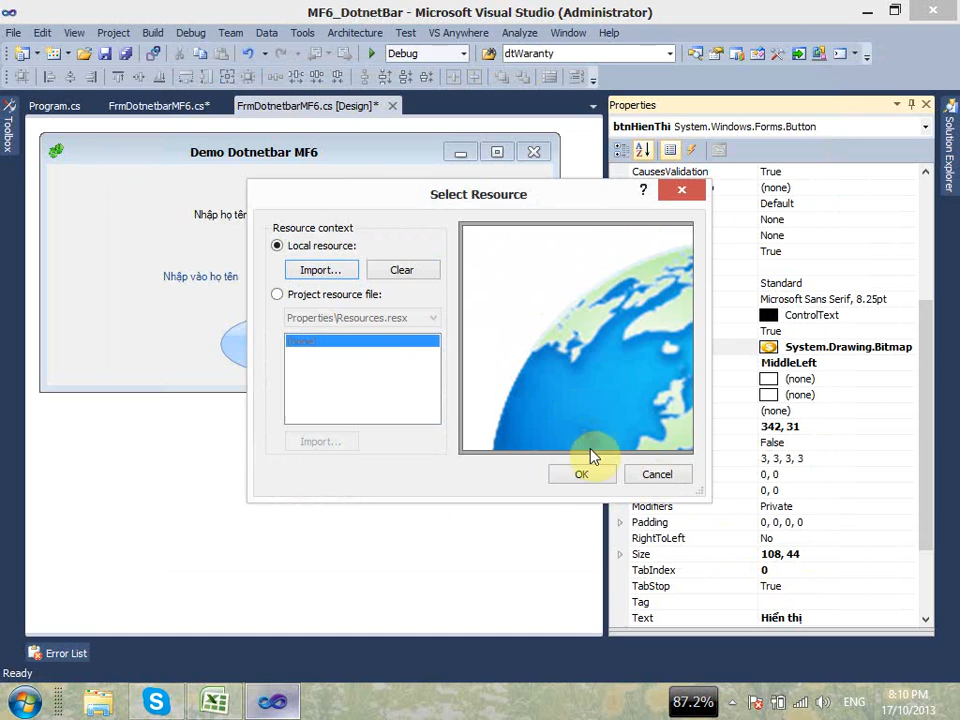 MF6_DotnetBar - Microsoft Visual Studio (Administrator)
File Edit View Project Build Debug Team Data Tools Architecture Test VS Anywhere Analyze Window Help
Debug dtWaranty
Program.cs FrmDotnetbarMF6.cs* FrmDotnetbarMF6.cs [Design]*
Toolbox
Demo Dotnetbar MF6
Nhập họ tên
Nhập vào họ tên
Select Resource
Resource context
Local resource:
Import... Clear
Project resource file:
Properties\Resources.resx
(none)
Import...
OK Cancel
Properties
btnHienThi System.Windows.Forms.Button
CausesValidation True
(none)
Default
None
None
True
Standard
Microsoft Sans Serif, 8.25pt
ControlText
True
System.Drawing.Bitmap
MiddleLeft
(none)
(none)
(none)
342, 31
False
3, 3, 3, 3
0, 0
0, 0
Modifiers Private
Padding 0, 0, 0, 0
RightToLeft No
Size 108, 44
TabIndex 0
TabStop True
Tag
Text Hiển thị
Solution Explorer
Error List
Ready
87.2% ENG 8:10 PM
17/10/2013